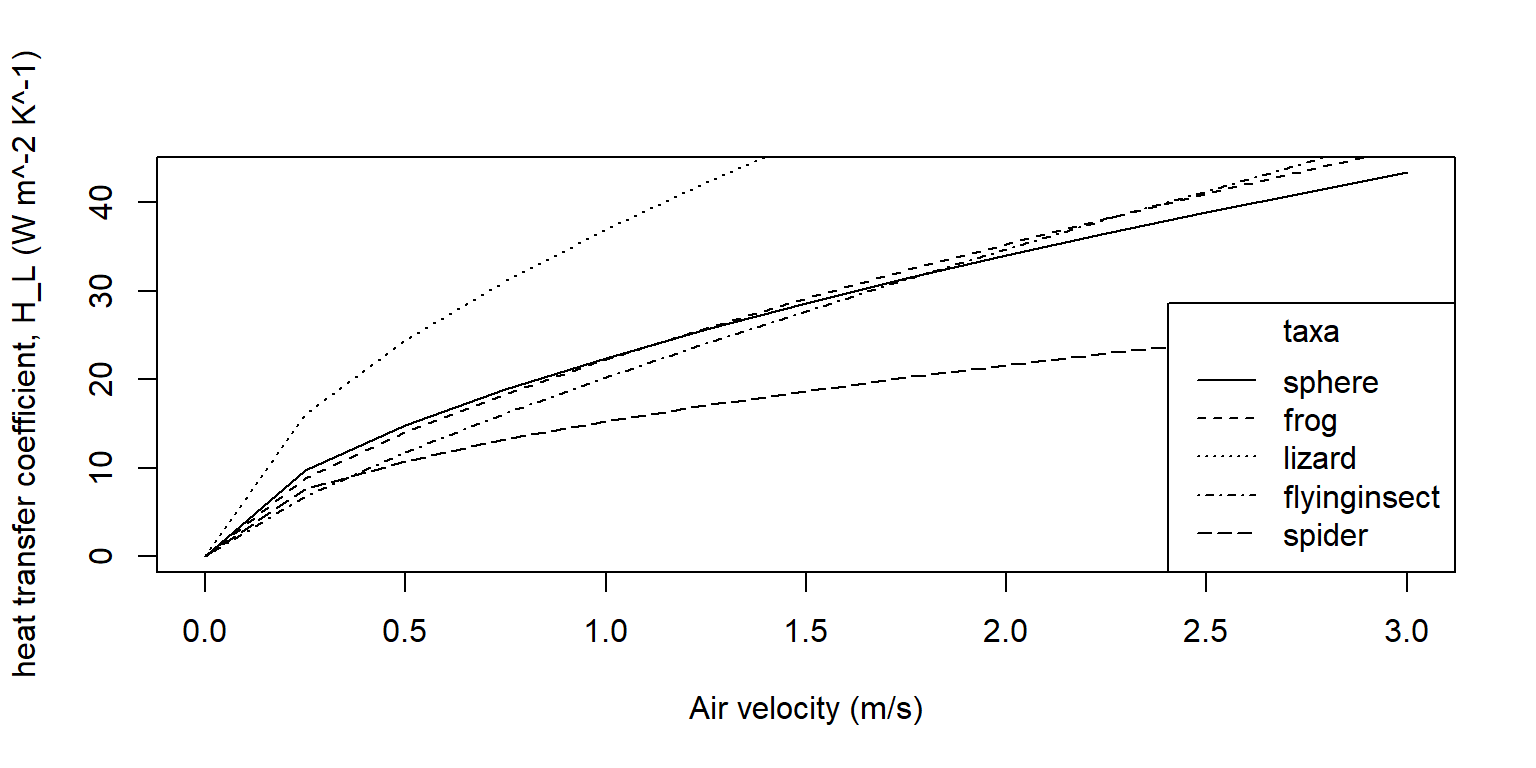 heat transfer coefficient, H_L (W m^-2 K^-1)
40
30
20
10
0
taxa
sphere
frog
lizard
flyinginsect
spider
0.0 0.5 1.0 1.5 2.0 2.5 3.0
Air velocity (m/s)